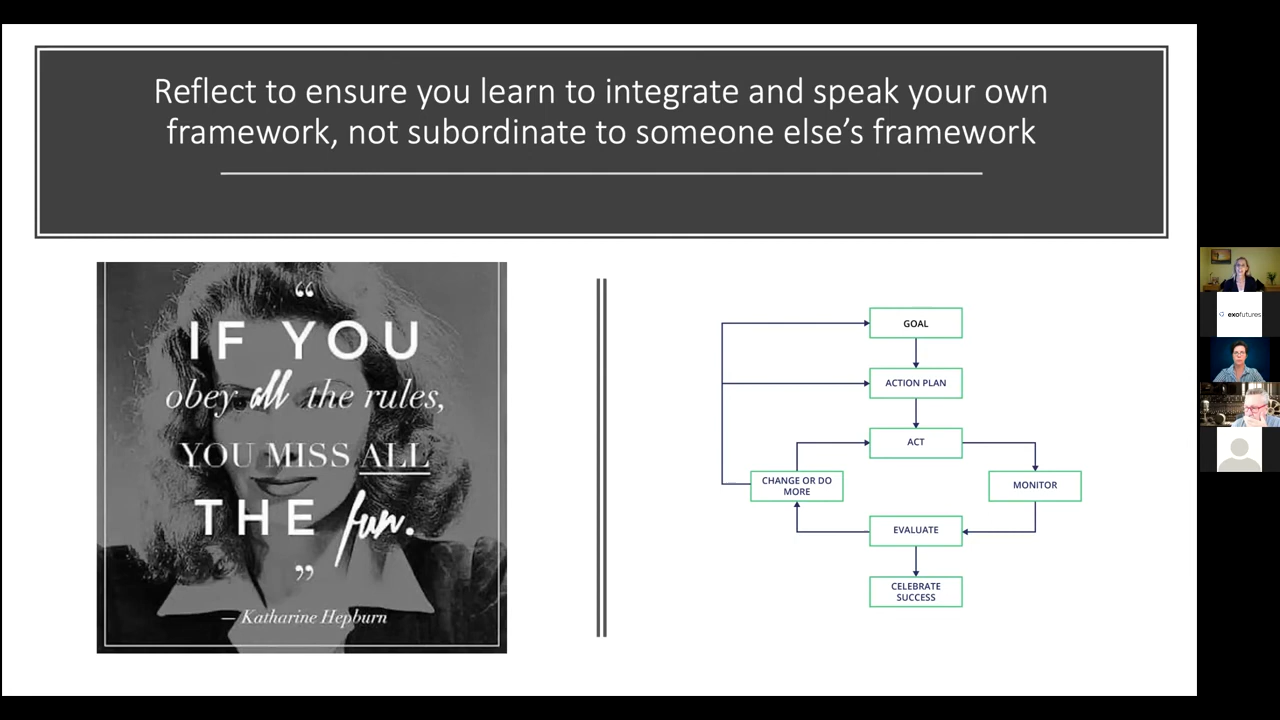 Reflect to ensure you learn to integrate and speak your own
framework, not subordinate to someone else’s framework
“
IF YOU
obey all the rules,
YOU MISS ALL
THE fun.
”
— Katharine Hepburn
GOAL
ACTION PLAN
ACT
CHANGE OR DO
MORE
MONITOR
EVALUATE
CELEBRATE
SUCCESS
exofutures